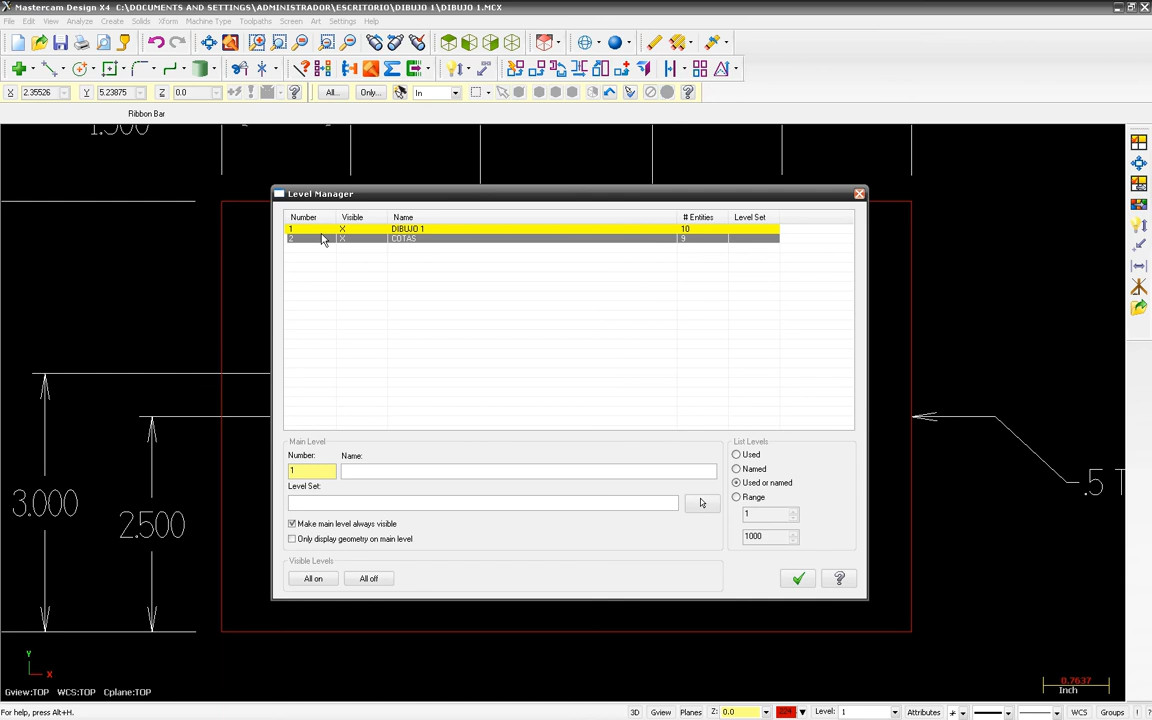 Mastercam Design X4 C:\DOCUMENTS AND SETTINGS\ADMINISTRADOR\ESCRITORIO\DIBUJO 1\DIBUJO 1.MCX
File Edit View Analyze Create Solids Xform Machine Type Toolpaths Screen Art Settings Help
X 2.35526 Y 5.23875 Z 0.0 All... Only... In
Ribbon Bar
1.500
Level Manager
Number Visible Name # Entities Level Set
1 X DIBUJO 1 10
2 X COTAS 9
Main Level
Number: Name:
1
Level Set:
Make main level always visible
Only display geometry on main level
List Levels
Used
Named
Used or named
Range
1
1000
Visible Levels
All on All off
3.000
2.500
.5 T
Y
X
Gview:TOP WCS:TOP Cplane:TOP
0.7637
Inch
For help, press Alt+H.
3D Gview Planes Z: 0.0 224 Level: 1 Attributes WCS Groups ! ?